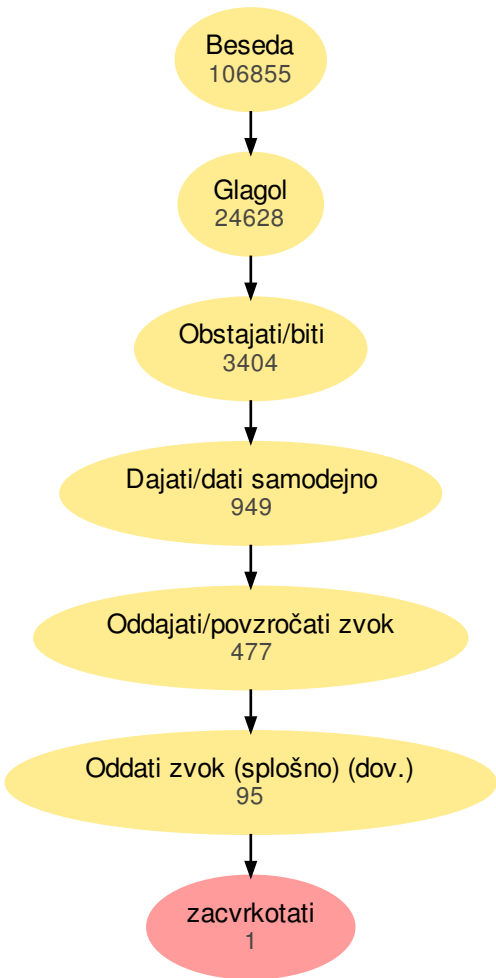 Beseda
106855
Glagol
24628
Obstajati/biti
3404
Dajati/dati samodejno
949
Oddajati/povzročati zvok
477
Oddati zvok (splošno) (dov.)
95
zacvrkotati
1